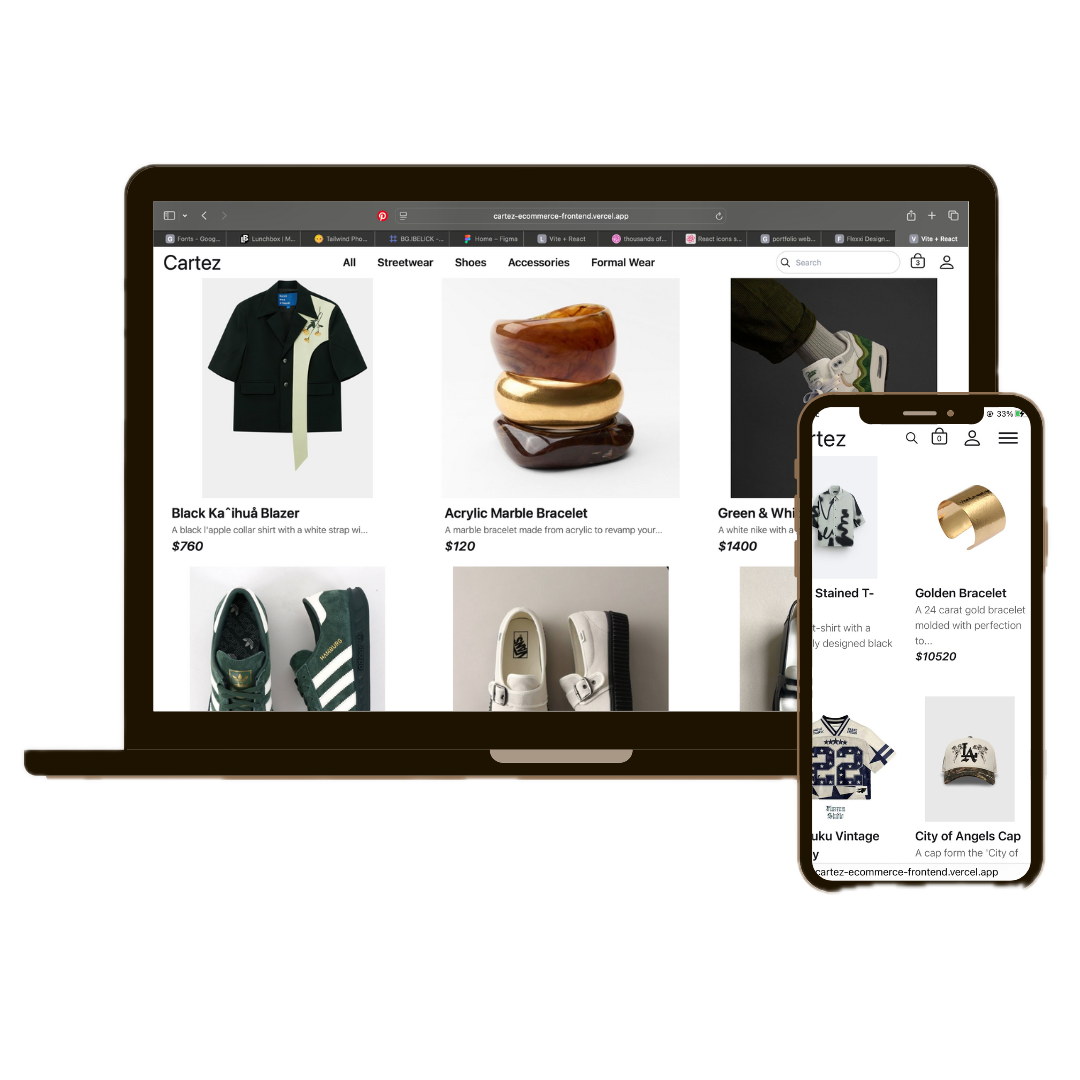 cartez-ecommerce-frontend.vercel.app
Fonts - Goog...
Lunchbox | M...
Tailwind Pho...
BG.IBELICK -...
Home – Figma
Vite + React
thousands of...
React icons s...
portfolio web...
Flexxi Design...
Vite + React
Cartez
All Streetwear Shoes Accessories Formal Wear
Search
3
Black Kaˆihuå Blazer
A black l'apple collar shirt with a white strap wi...
$760
Acrylic Marble Bracelet
A marble bracelet made from acrylic to revamp your...
$120
Green & Whi
A white nike with a
$1400
HAMBURG
VANS
33%
rtez
0
Stained T-
t-shirt with a
ly designed black
Golden Bracelet
A 24 carat gold bracelet
molded with perfection
to...
$10520
22
LA
uku Vintage
y
City of Angels Cap
A cap form the 'City of
cartez-ecommerce-frontend.vercel.app